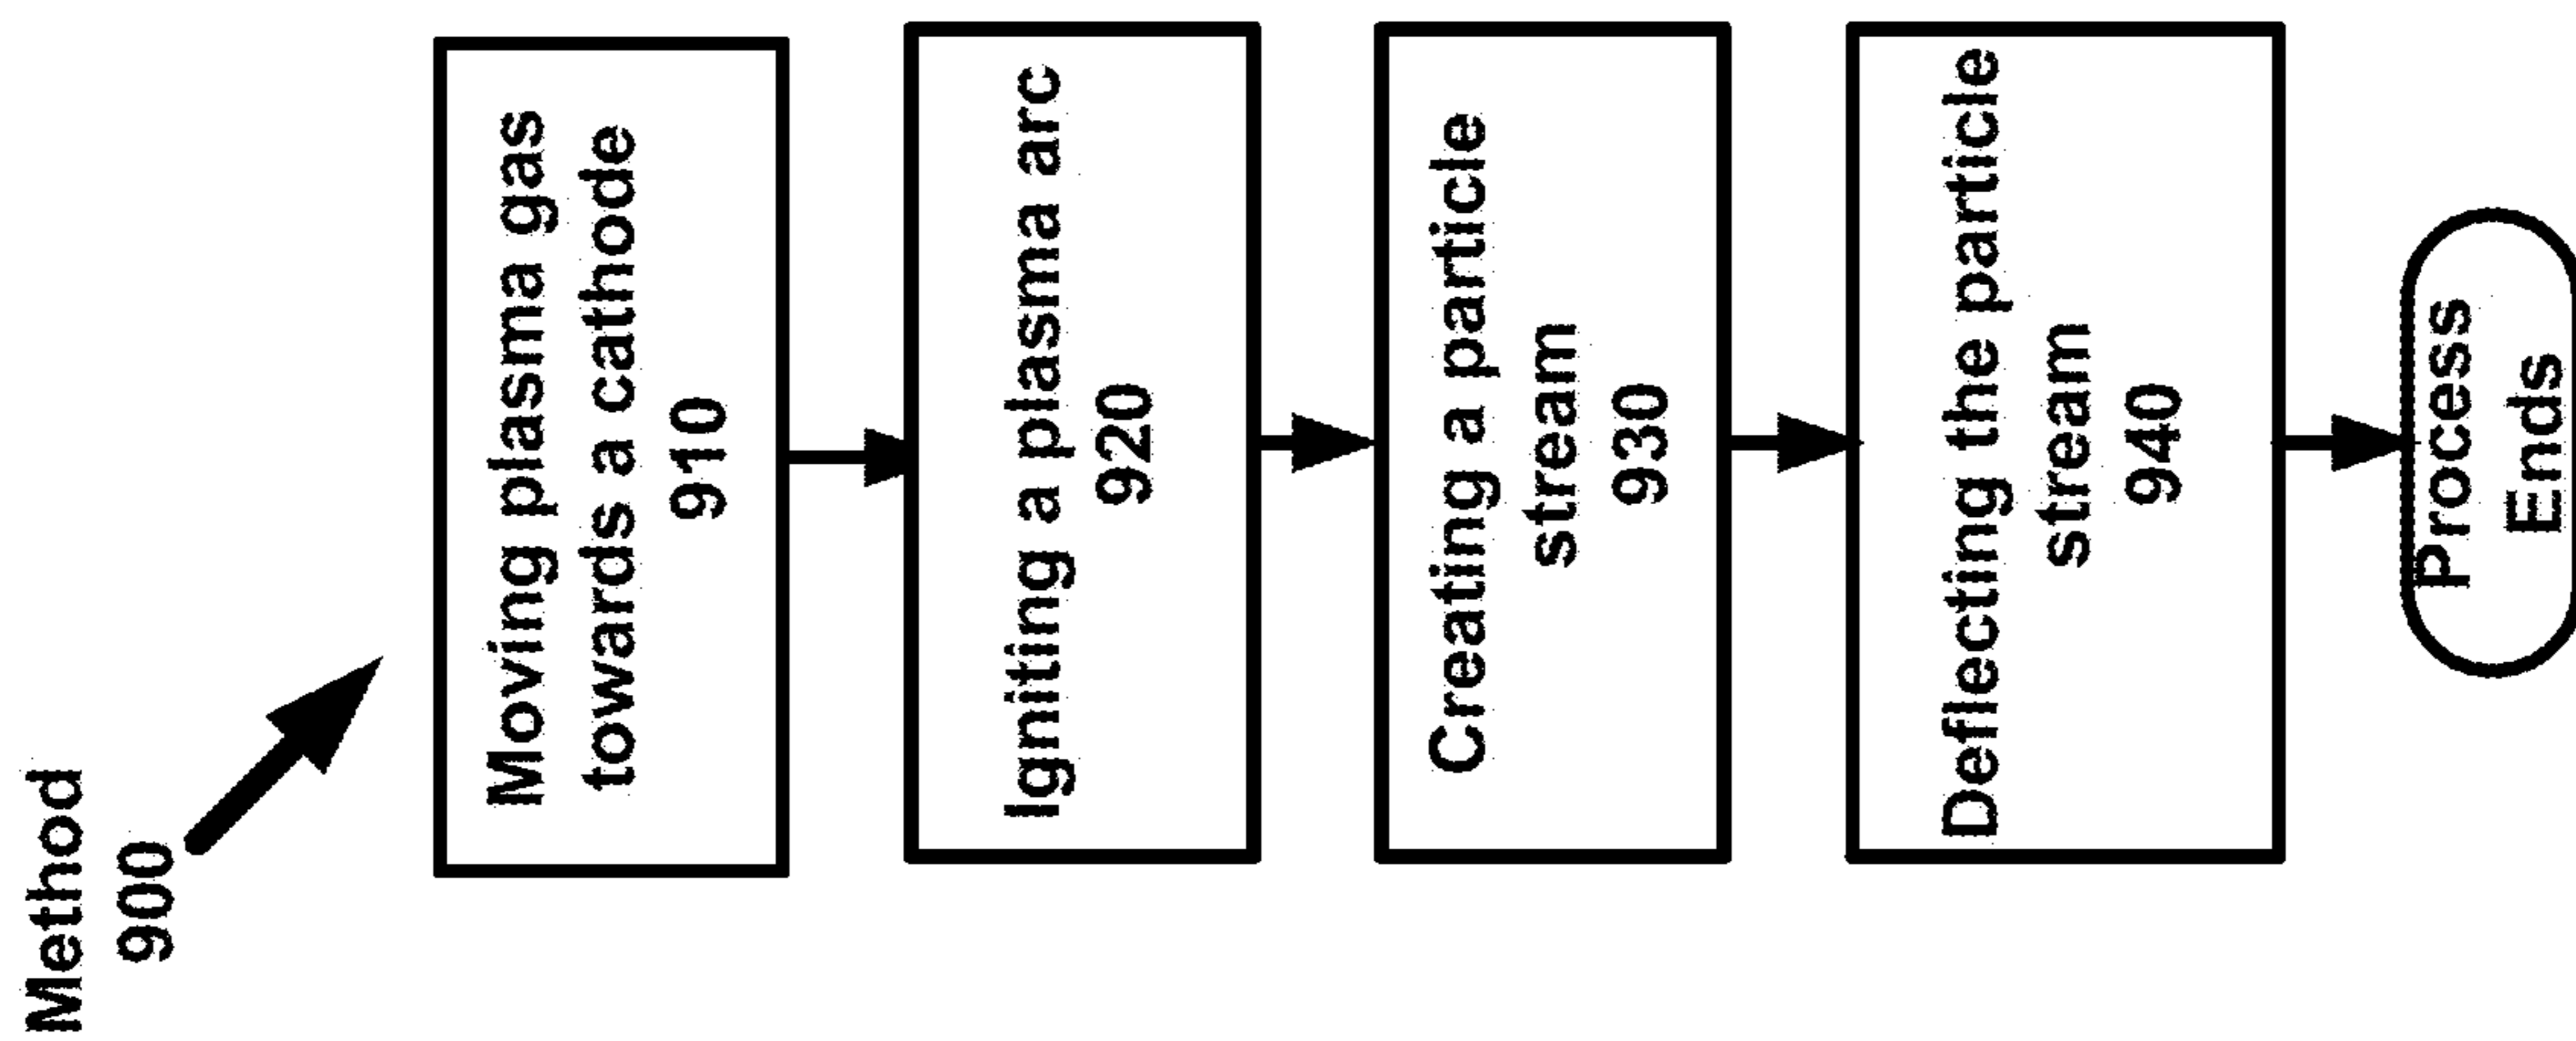 Method
900
Moving plasma gas
towards a cathode
910
Igniting a plasma arc
920
Creating a particle
stream
930
Deflecting the particle
stream
940
Process
Ends